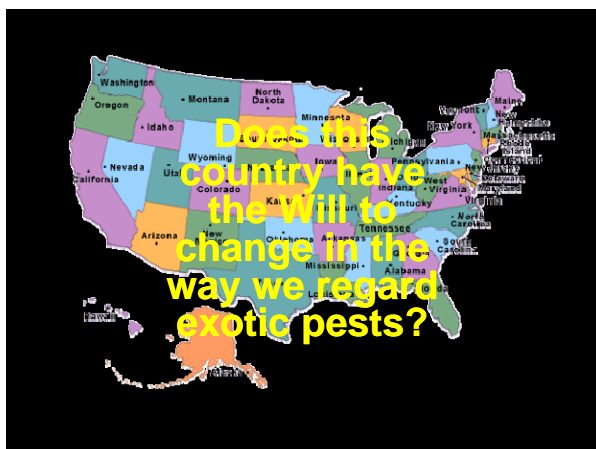 Does this
country have
the Will to
change in the
way we regard
exotic pests?
Washington
Oregon
Idaho
Montana
North
Dakota
Minnesota
Wisconsin
Wyoming
Nevada
Utah
California
Colorado
Arizona
New
Iowa
Kansas
Oklahoma
Arkansas
Mississippi
Alabama
Tennessee
Kentucky
Indiana
West
Virginia
Virginia
North
Carolina
South
Carolina
Pennsylvania
New York
Vermont
Maine
New
Hampshire
Massachusetts
Rhode
Island
Connecticut
New Jersey
Delaware
Maryland
Hawaii
Alaska